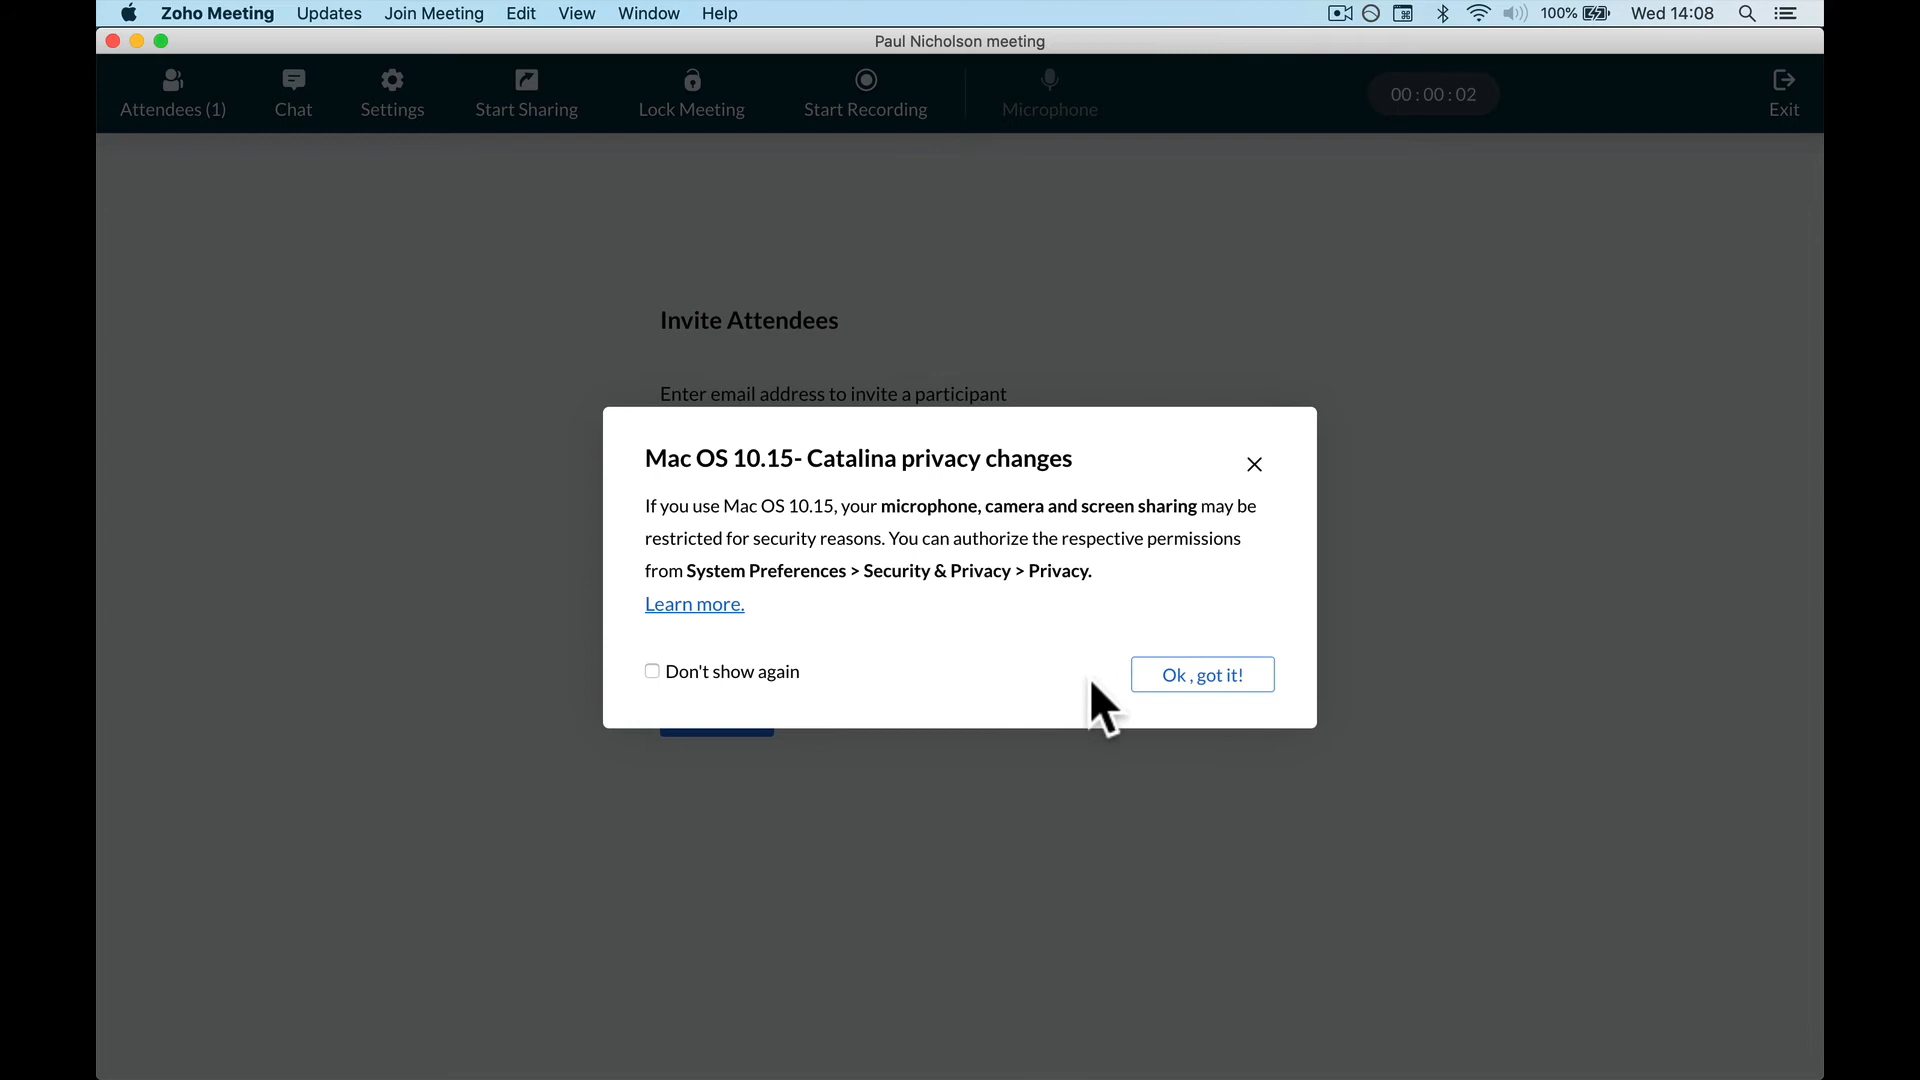 Zoho Meeting Updates Join Meeting Edit View Window Help 100% Wed 14:08
Paul Nicholson meeting
Attendees (1) Chat Settings Start Sharing Lock Meeting Start Recording Microphone 00:00:02 Exit
Invite Attendees
Enter email address to invite a participant
Mac OS 10.15- Catalina privacy changes
If you use Mac OS 10.15, your microphone, camera and screen sharing may be
restricted for security reasons. You can authorize the respective permissions
from System Preferences > Security & Privacy > Privacy.
Learn more.
Don't show again
Ok , got it!